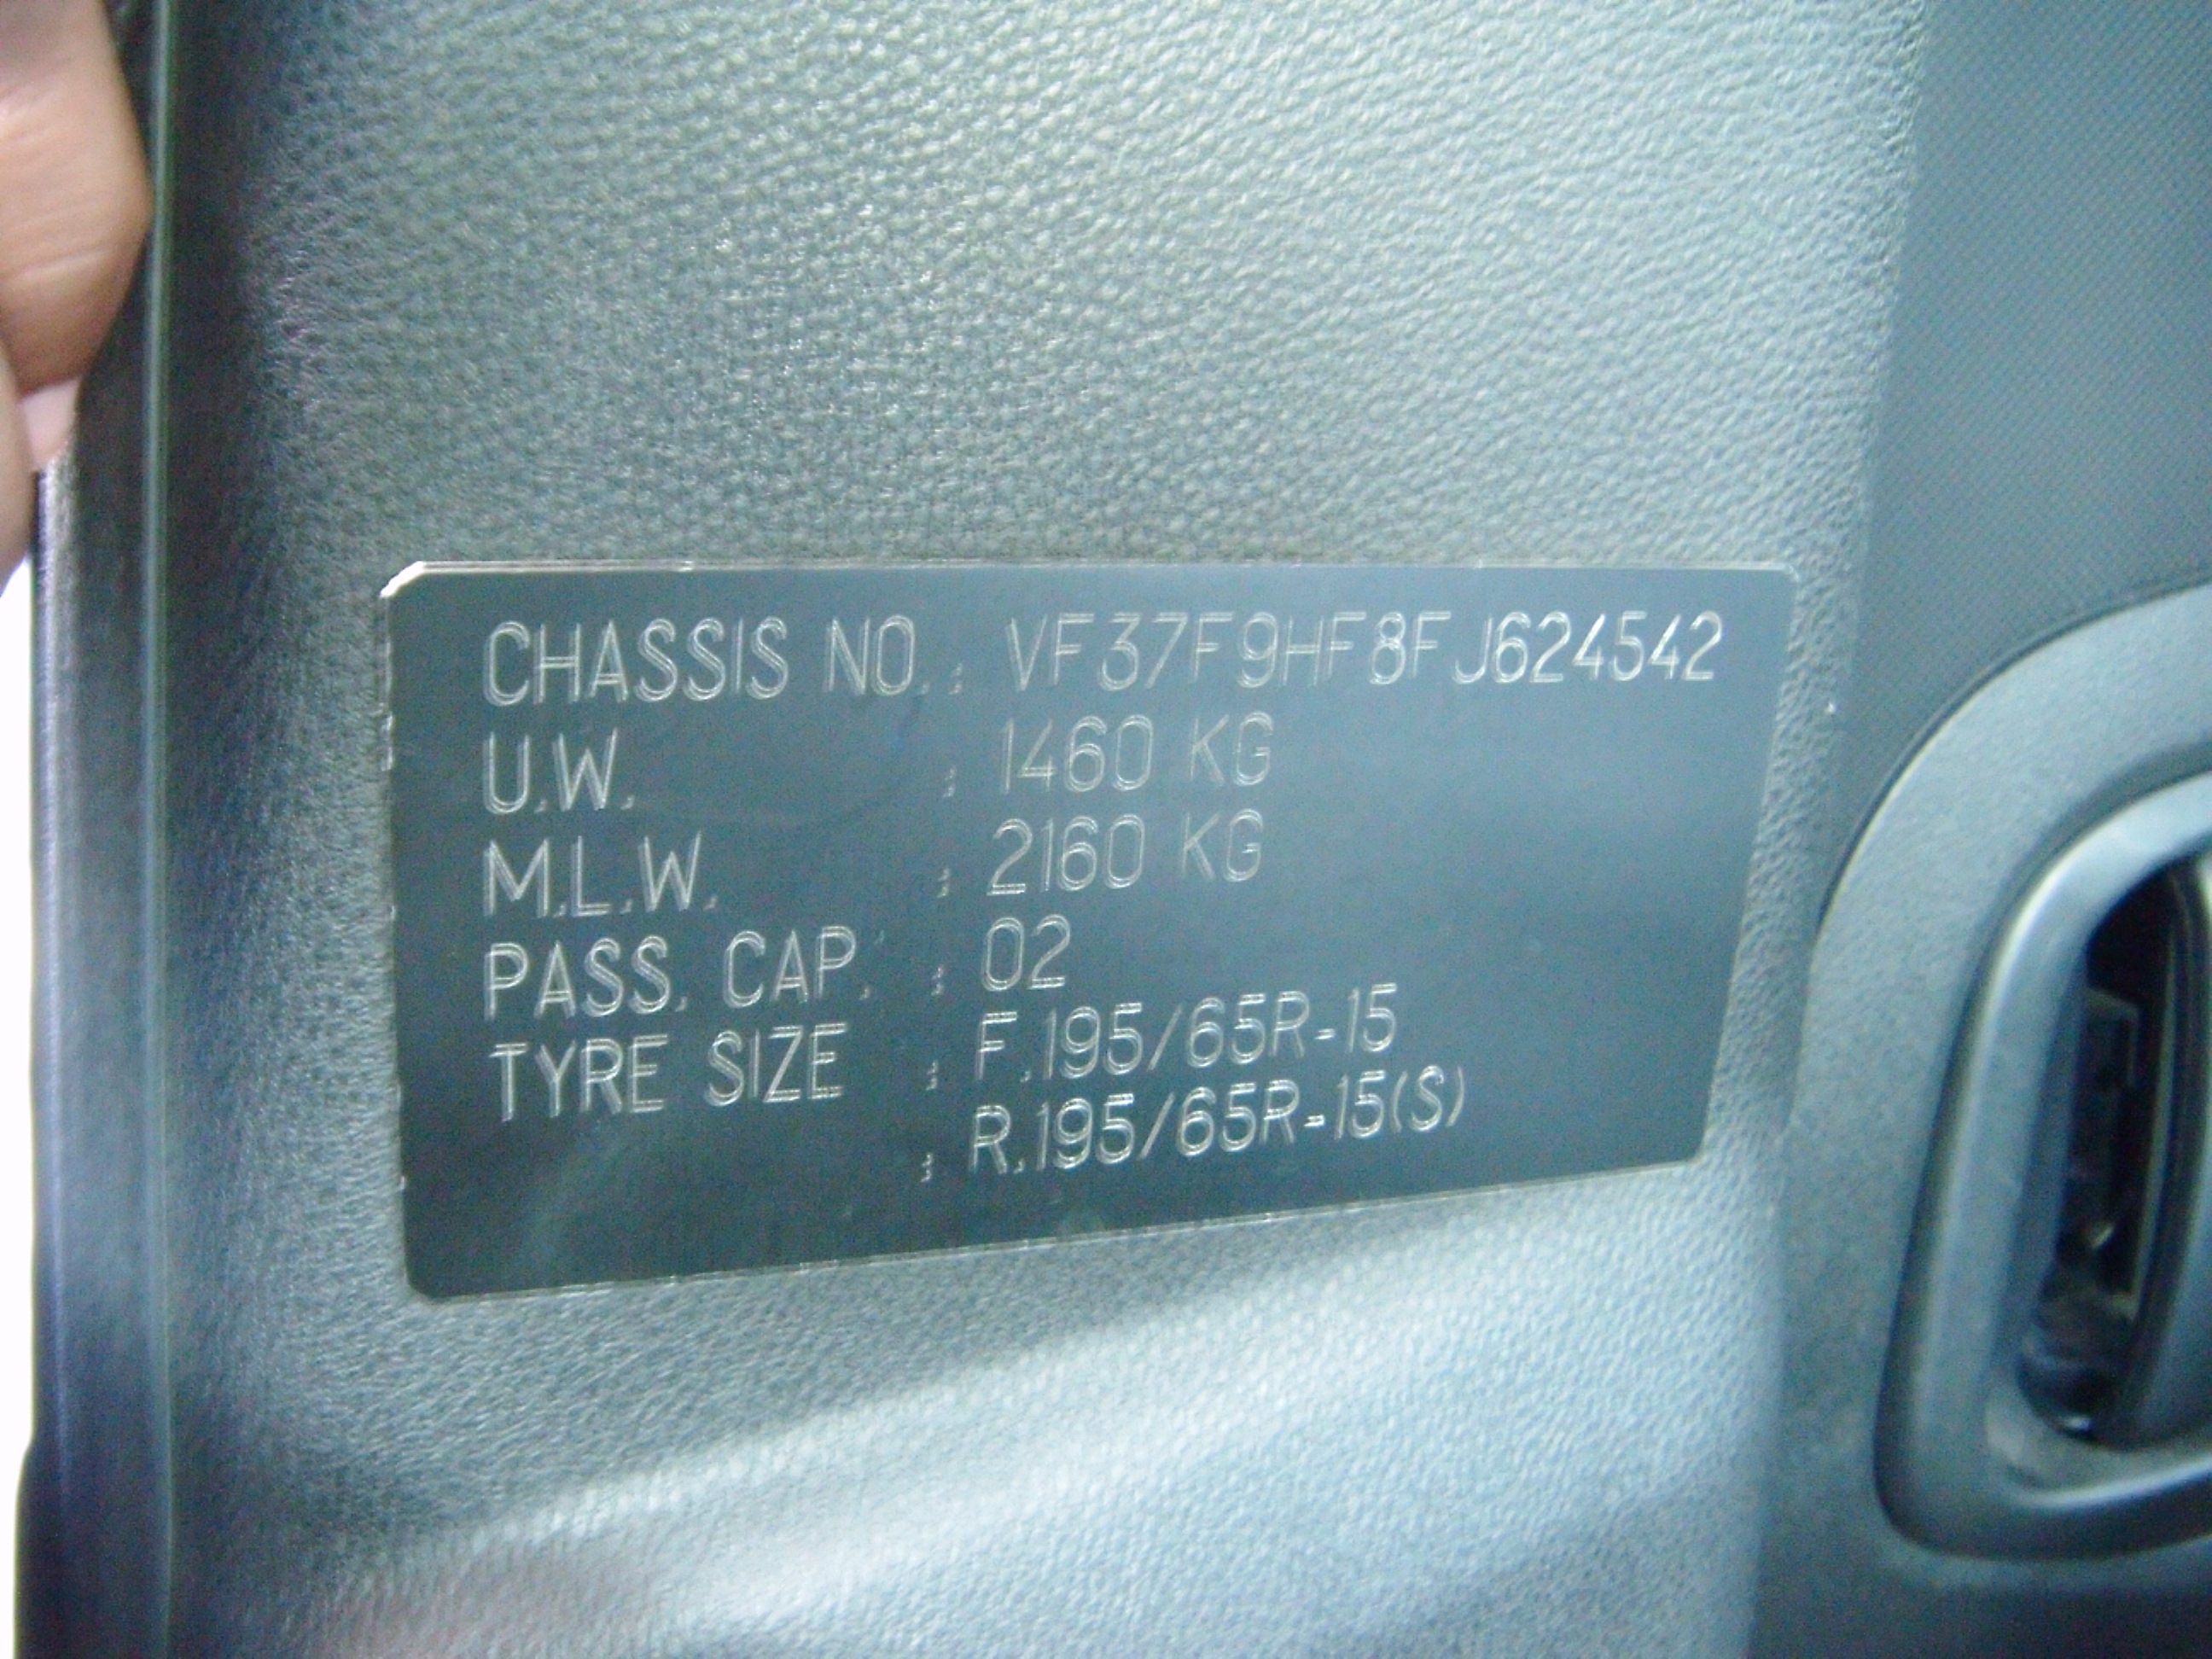 CHASSIS NO.: VF37F9HF8FJ624542
U.W. : 1460 KG
M.L.W. : 2160 KG
PASS. CAP. : 02
TYRE SIZE : F.195/65R-15
: R.195/65R-15(S)